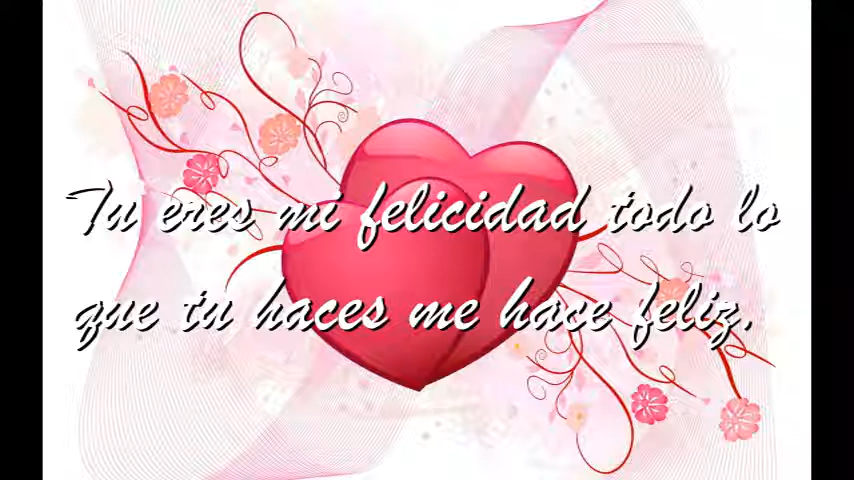 Tu eres mi felicidad todo lo
que tu haces me hace feliz.